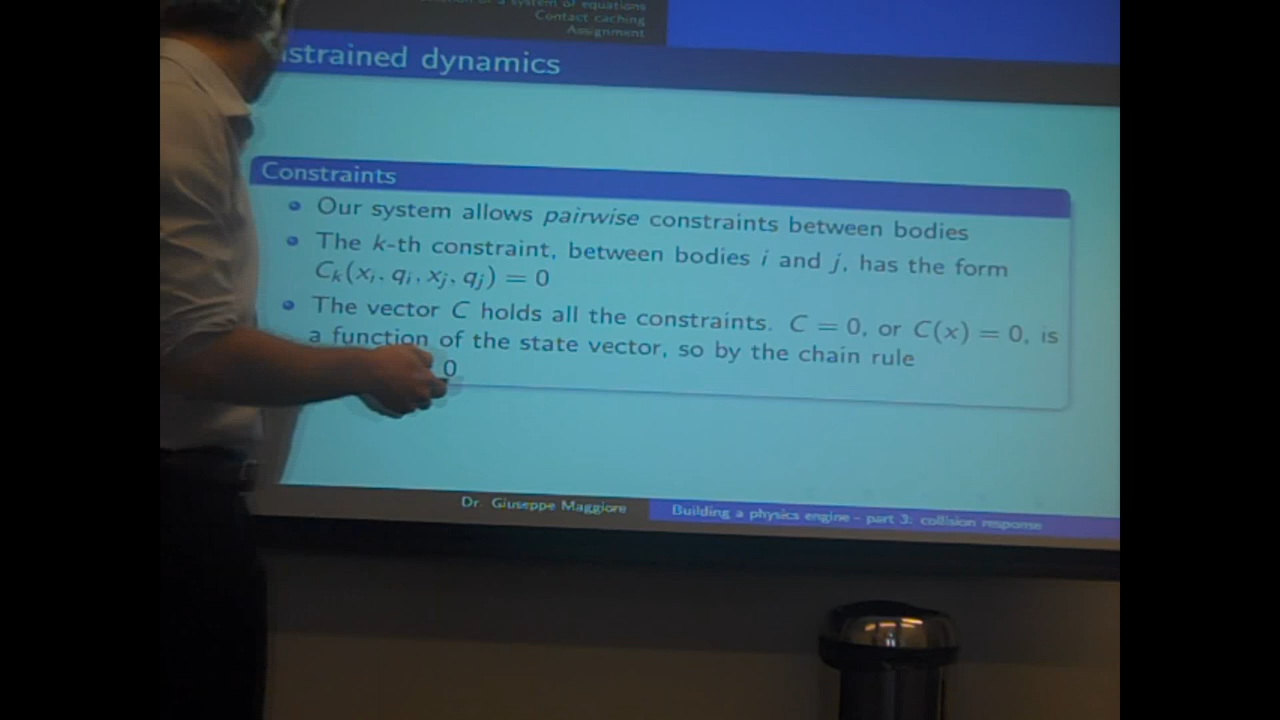 a system of equations
Contact caching
Assignment
strained dynamics
Constraints
Our system allows pairwise constraints between bodies
The k-th constraint, between bodies i and j, has the form
Cₖ(xᵢ, qᵢ, xⱼ, qⱼ) = 0
The vector C holds all the constraints. C = 0, or C(x) = 0, is
a function of the state vector, so by the chain rule
0
Dr. Giuseppe Maggiore
Building a physics engine – part 3: collision response